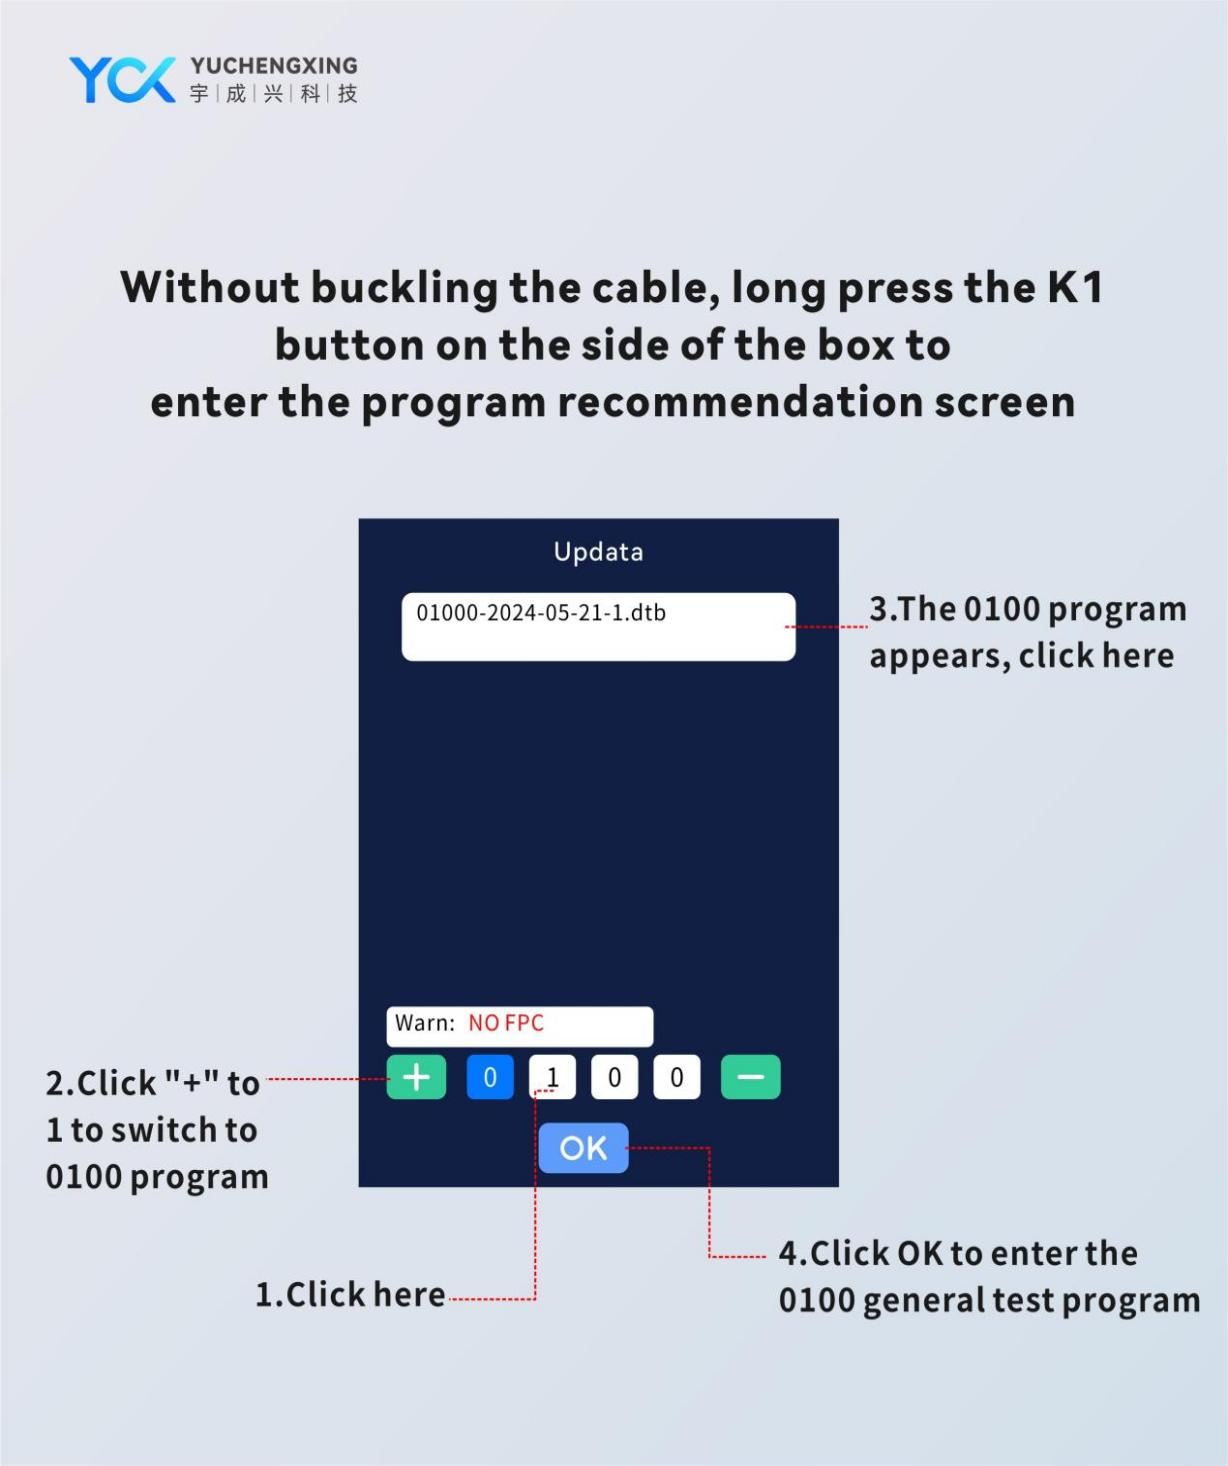 YCX YUCHENGXING
宇|成|兴|科|技
Without buckling the cable, long press the K1
button on the side of the box to
enter the program recommendation screen
Updata
01000-2024-05-21-1.dtb
3.The 0100 program
appears, click here
Warn: NO FPC
+ 0 1 0 0 −
2.Click "+" to
1 to switch to
0100 program
OK
4.Click OK to enter the
0100 general test program
1.Click here